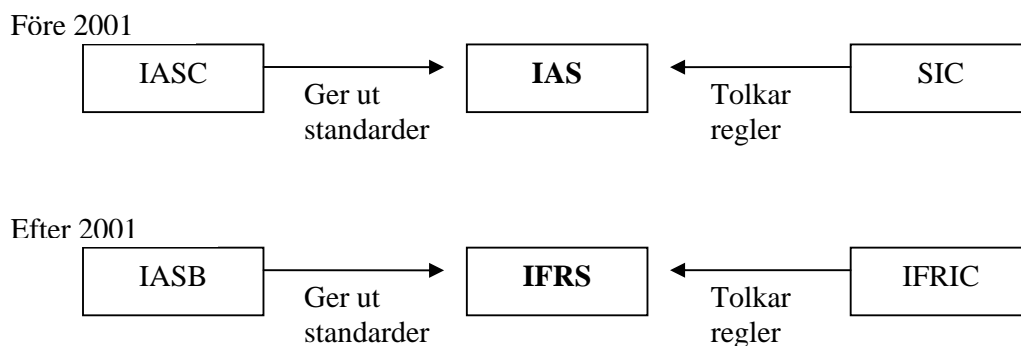 Före 2001
IASC
IAS
SIC
Ger ut
standarder
Tolkar
regler
Efter 2001
IASB
IFRS
IFRIC
Ger ut
standarder
Tolkar
regler